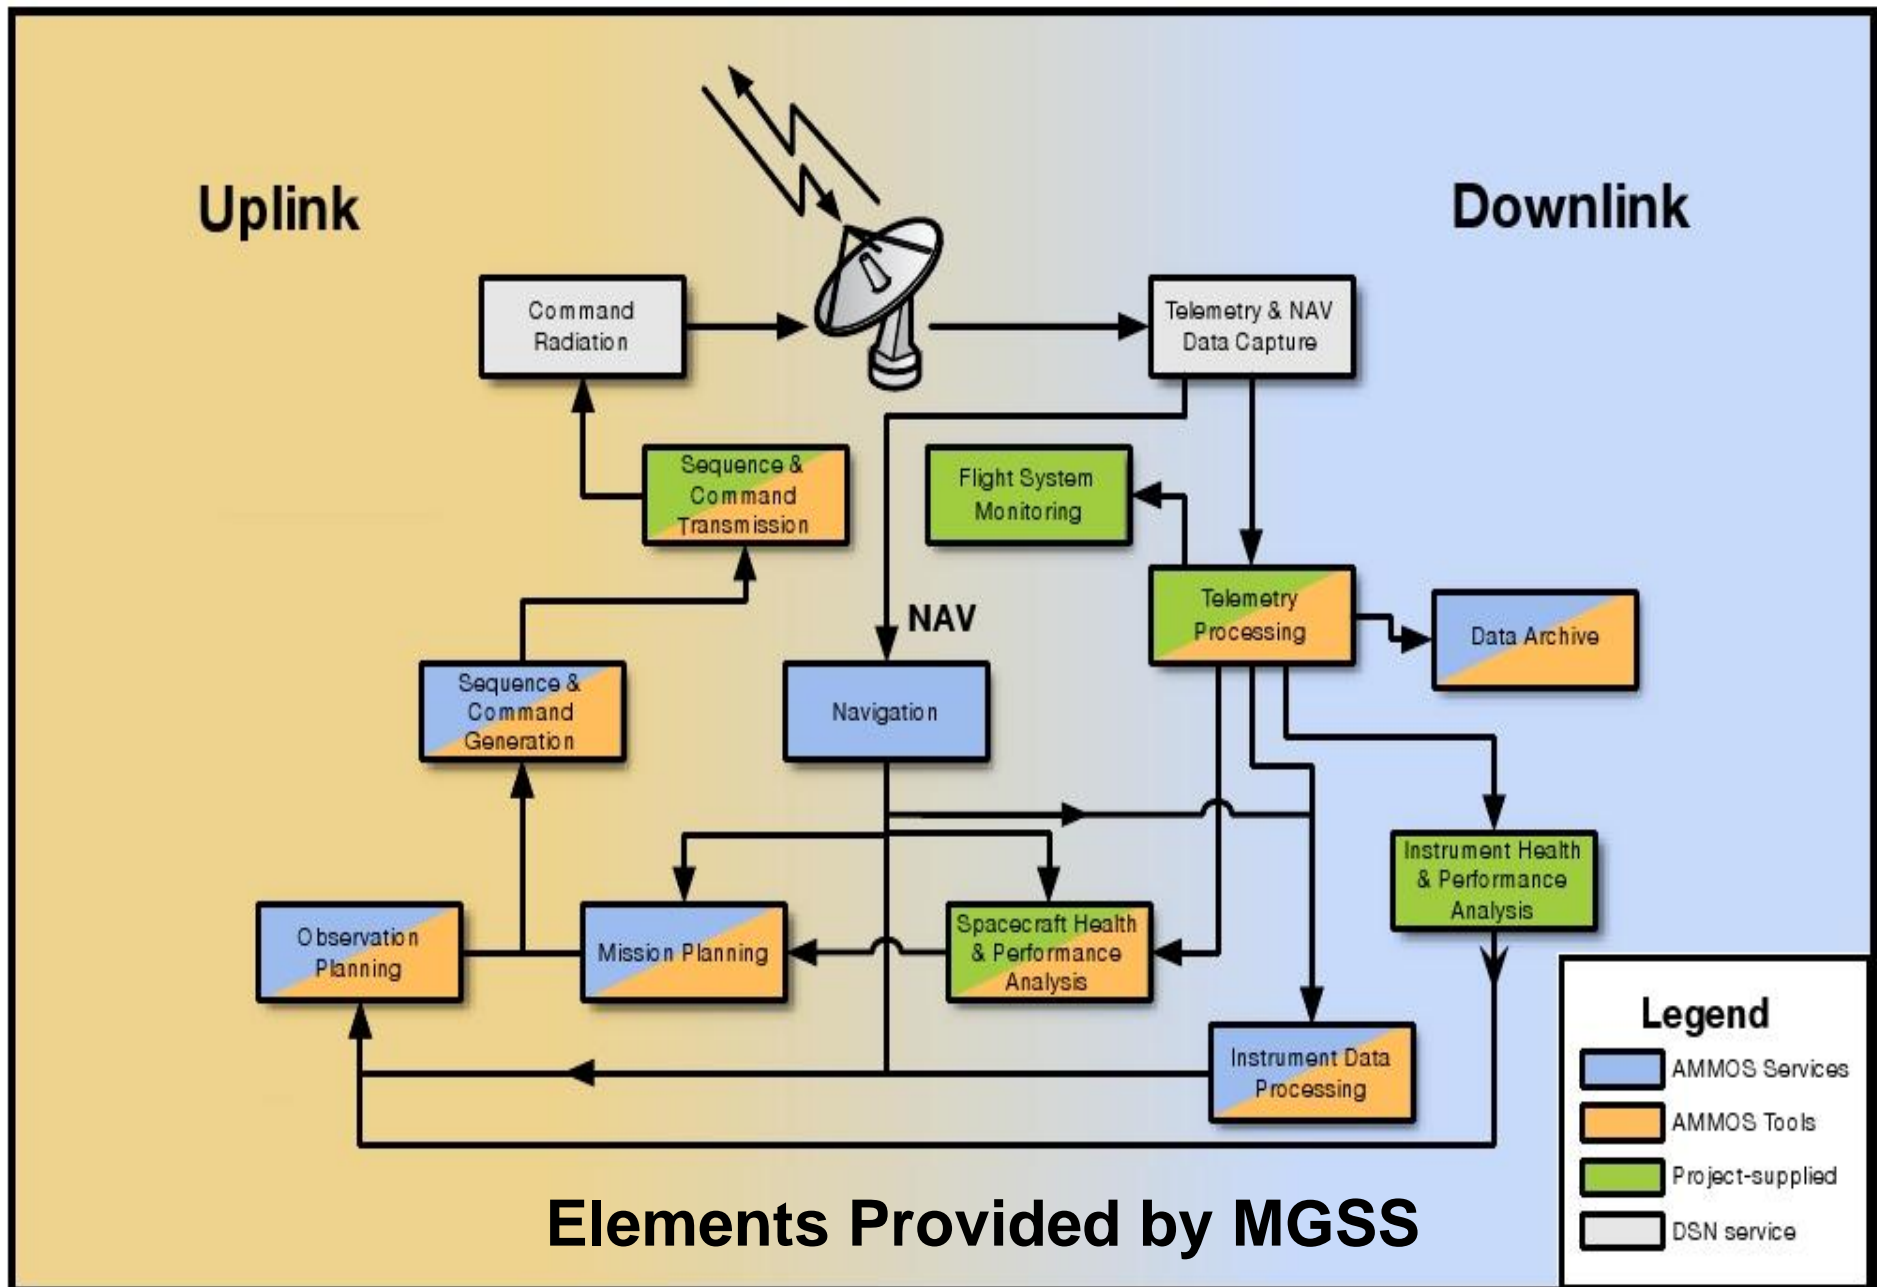 Uplink
Downlink
Command
Radiation
Telemetry & NAV
Data Capture
Sequence &
Command
Transmission
Flight System
Monitoring
Telemetry
Processing
Data Archive
NAV
Sequence &
Command
Generation
Navigation
Instrument Health
& Performance
Analysis
Observation
Planning
Mission Planning
Spacecraft Health
& Performance
Analysis
Instrument Data
Processing
Legend
AMMOS Services
AMMOS Tools
Project-supplied
DSN service
Elements Provided by MGSS